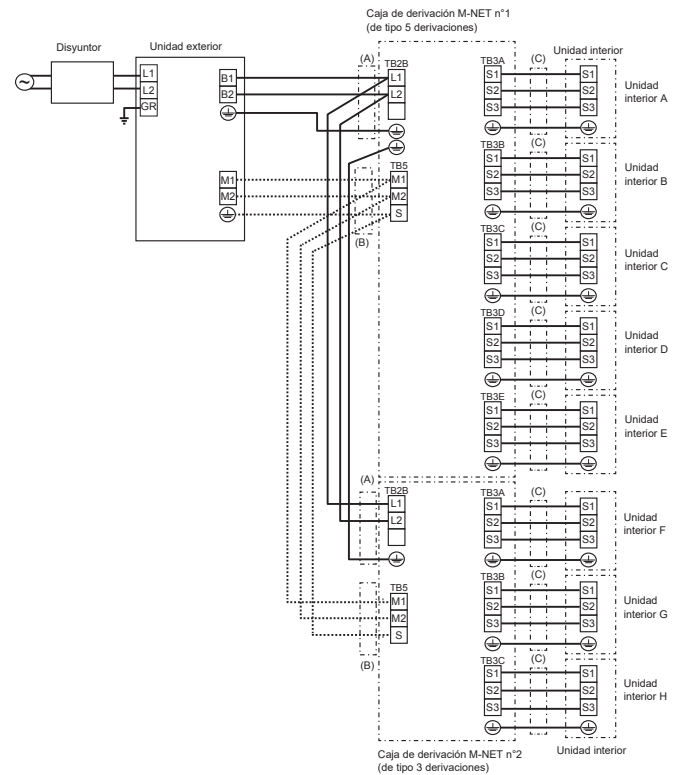 Caja de derivación M-NET n°1
(de tipo 5 derivaciones)
Disyuntor
Unidad exterior
L1
L2
GR
B1
B2
M1
M2
(A)
TB2B
L1
L2
TB5
M1
M2
S
(B)
Unidad interior
TB3A
(C)
S1
S1
S2
S2
S3
S3
Unidad
interior A
TB3B
(C)
S1
S1
S2
S2
S3
S3
Unidad
interior B
TB3C
(C)
S1
S1
S2
S2
S3
S3
Unidad
interior C
TB3D
(C)
S1
S1
S2
S2
S3
S3
Unidad
interior D
TB3E
(C)
S1
S1
S2
S2
S3
S3
Unidad
interior E
(A)
TB2B
L1
L2
TB5
M1
M2
S
(B)
TB3A
(C)
S1
S1
S2
S2
S3
S3
Unidad
interior F
TB3B
(C)
S1
S1
S2
S2
S3
S3
Unidad
interior G
TB3C
(C)
S1
S1
S2
S2
S3
S3
Unidad
interior H
Unidad interior
Caja de derivación M-NET n°2
(de tipo 3 derivaciones)